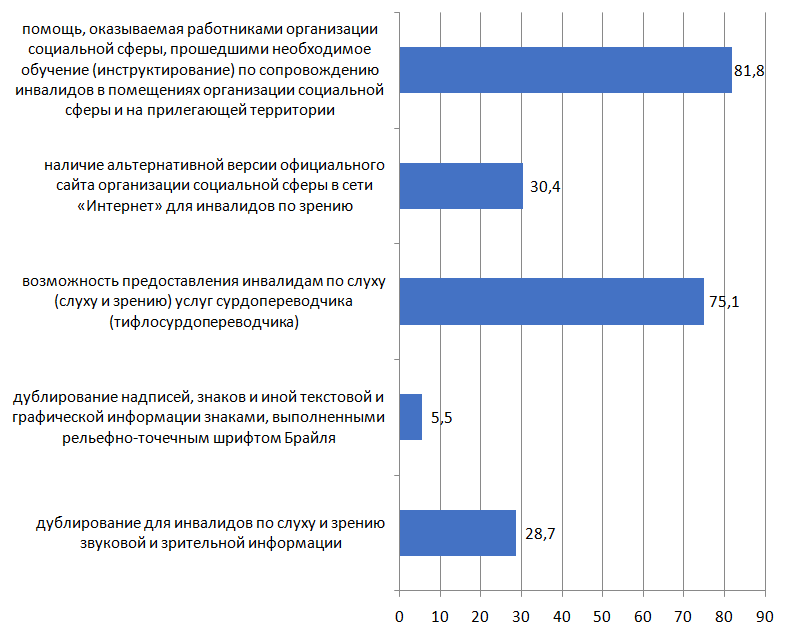 помощь, оказываемая работниками организации
социальной сферы, прошедшими необходимое
обучение (инструктирование) по сопровождению
инвалидов в помещениях организации социальной
сферы и на прилегающей территории
81,8
наличие альтернативной версии официального
сайта организации социальной сферы в сети
«Интернет» для инвалидов по зрению
30,4
возможность предоставления инвалидам по слуху
(слуху и зрению) услуг сурдопереводчика
(тифлосурдопереводчика)
75,1
дублирование надписей, знаков и иной текстовой и
графической информации знаками, выполненными
рельефно-точечным шрифтом Брайля
5,5
дублирование для инвалидов по слуху и зрению
звуковой и зрительной информации
28,7
0 10 20 30 40 50 60 70 80 90